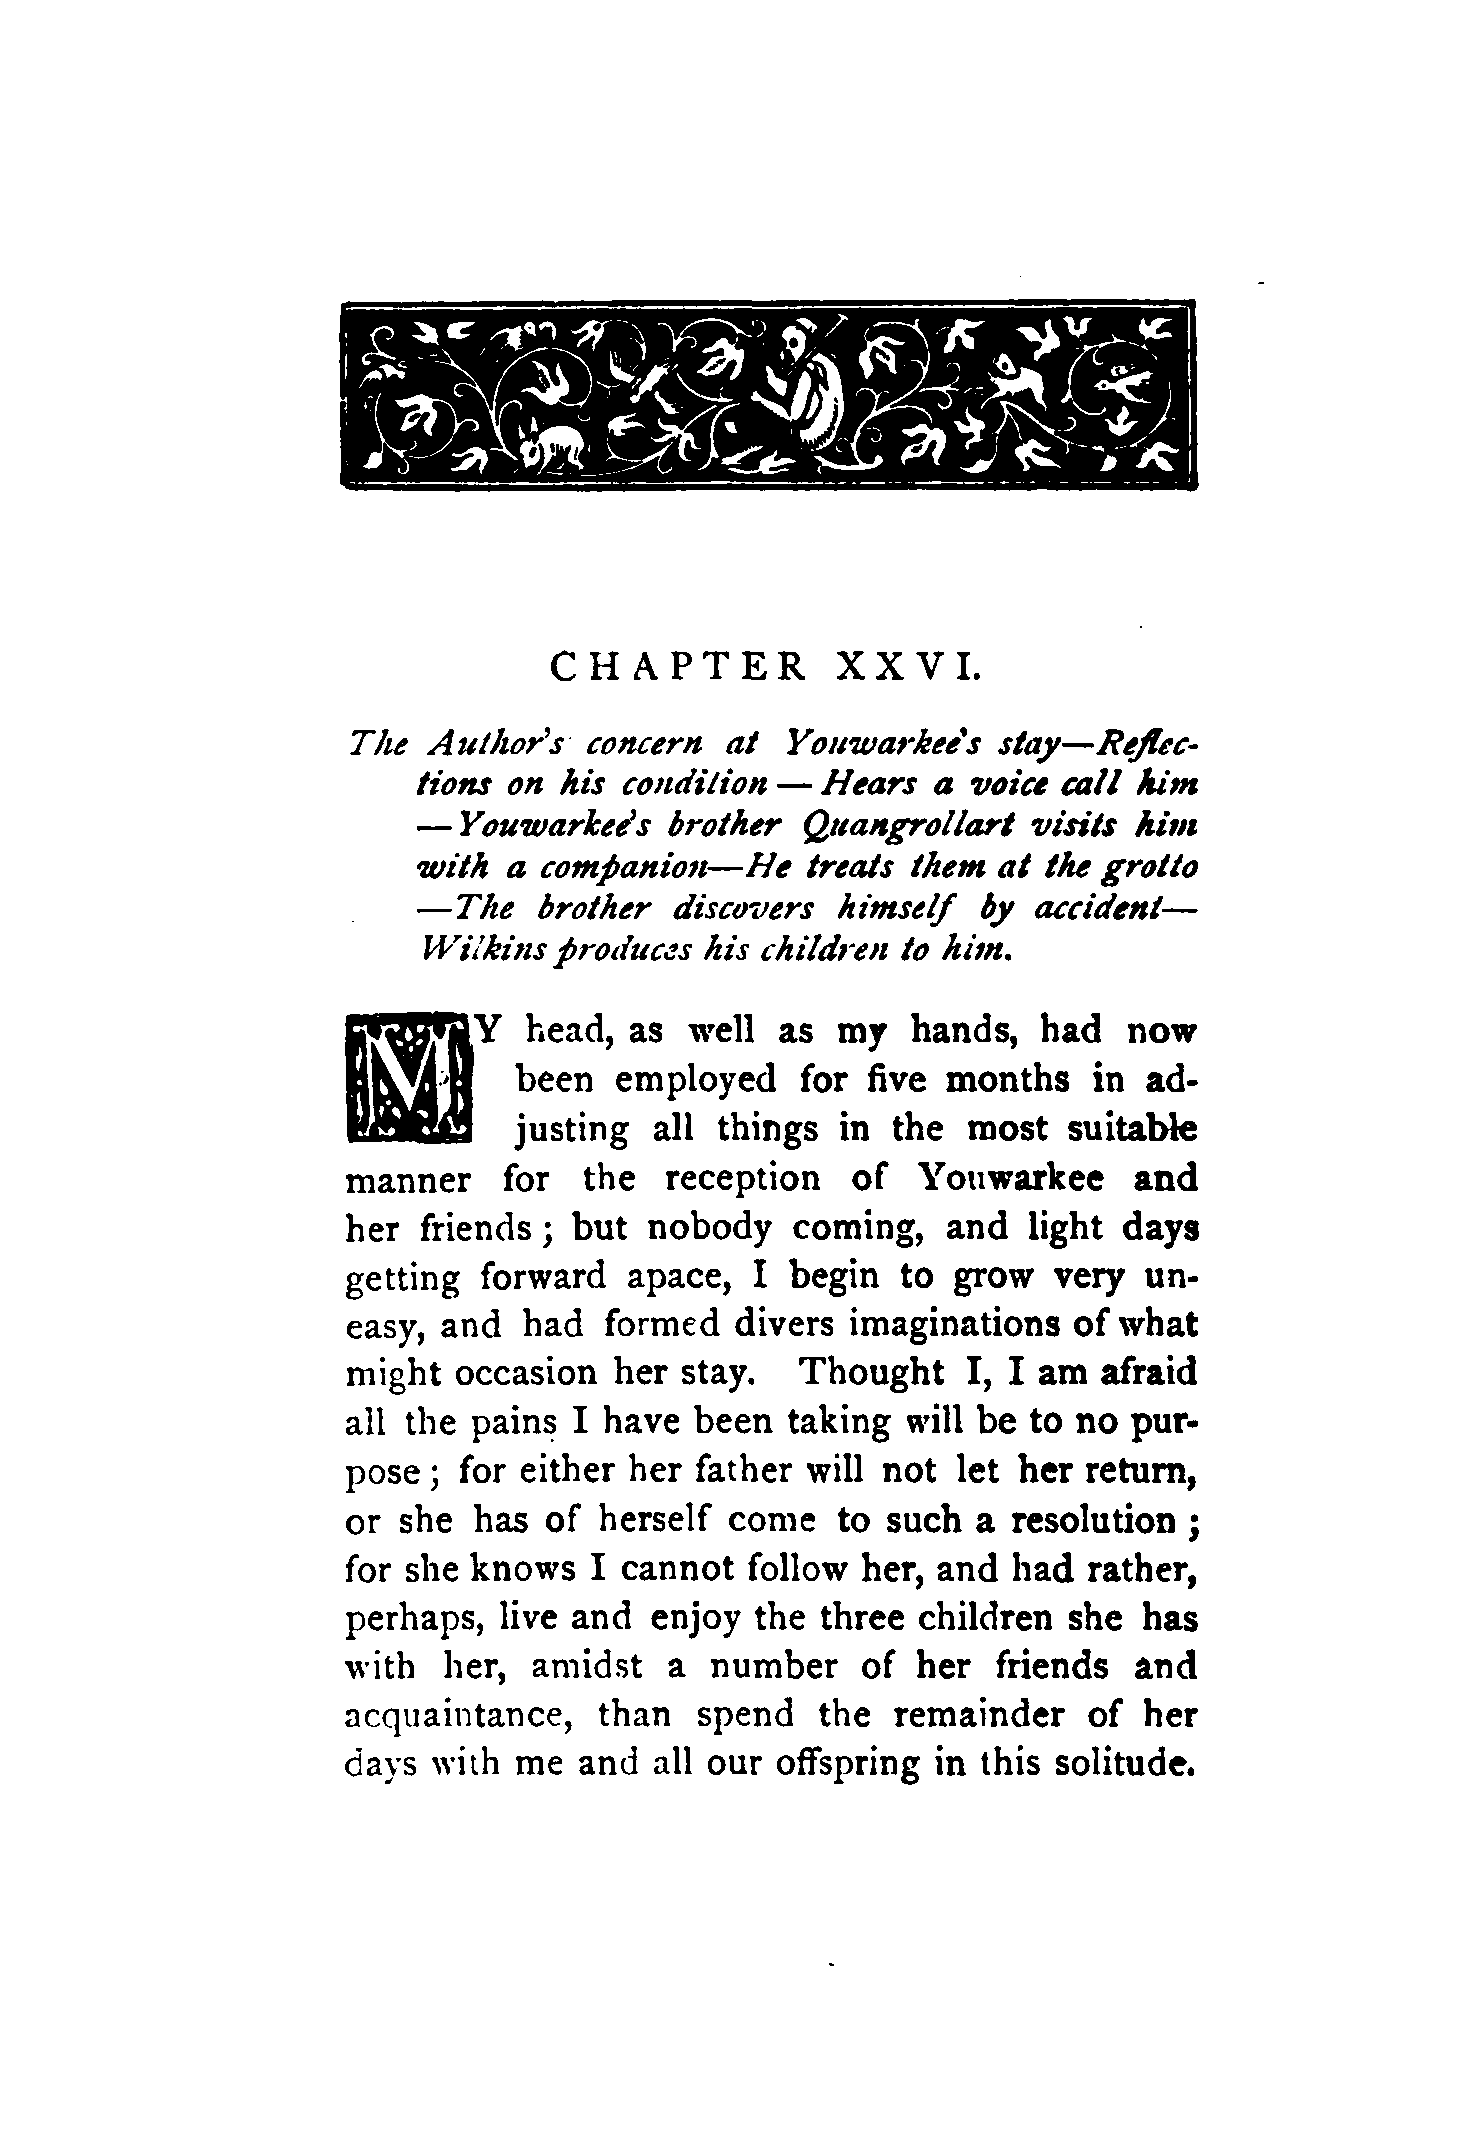 CHAPTER XXVI.
The Author's concern at Youwarkee's stay—Reflec-
tions on his condition — Hears a voice call him
— Youwarkee's brother Quangrollart visits him
with a companion—He treats them at the grotto
—The brother discovers himself by accident—
Wilkins produces his children to him.
MY head, as well as my hands, had now
been employed for five months in ad-
justing all things in the most suitable
manner for the reception of Youwarkee and
her friends ; but nobody coming, and light days
getting forward apace, I begin to grow very un-
easy, and had formed divers imaginations of what
might occasion her stay. Thought I, I am afraid
all the pains I have been taking will be to no pur-
pose ; for either her father will not let her return,
or she has of herself come to such a resolution ;
for she knows I cannot follow her, and had rather,
perhaps, live and enjoy the three children she has
with her, amidst a number of her friends and
acquaintance, than spend the remainder of her
days with me and all our offspring in this solitude.